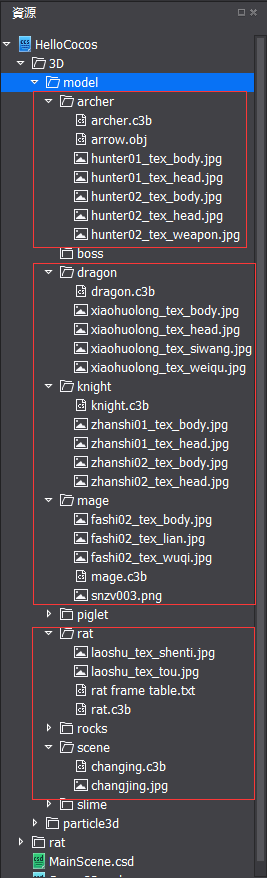 資源
HelloCocos
3D
model
archer
archer.c3b
arrow.obj
hunter01_tex_body.jpg
hunter01_tex_head.jpg
hunter02_tex_body.jpg
hunter02_tex_head.jpg
hunter02_tex_weapon.jpg
boss
dragon
dragon.c3b
xiaohuolong_tex_body.jpg
xiaohuolong_tex_head.jpg
xiaohuolong_tex_siwang.jpg
xiaohuolong_tex_weiqu.jpg
knight
knight.c3b
zhanshi01_tex_body.jpg
zhanshi01_tex_head.jpg
zhanshi02_tex_body.jpg
zhanshi02_tex_head.jpg
mage
fashi02_tex_body.jpg
fashi02_tex_lian.jpg
fashi02_tex_wuqi.jpg
mage.c3b
snzv003.png
piglet
rat
laoshu_tex_shenti.jpg
laoshu_tex_tou.jpg
rat frame table.txt
rat.c3b
rocks
scene
changing.c3b
changjing.jpg
slime
particle3d
rat
MainScene.csd